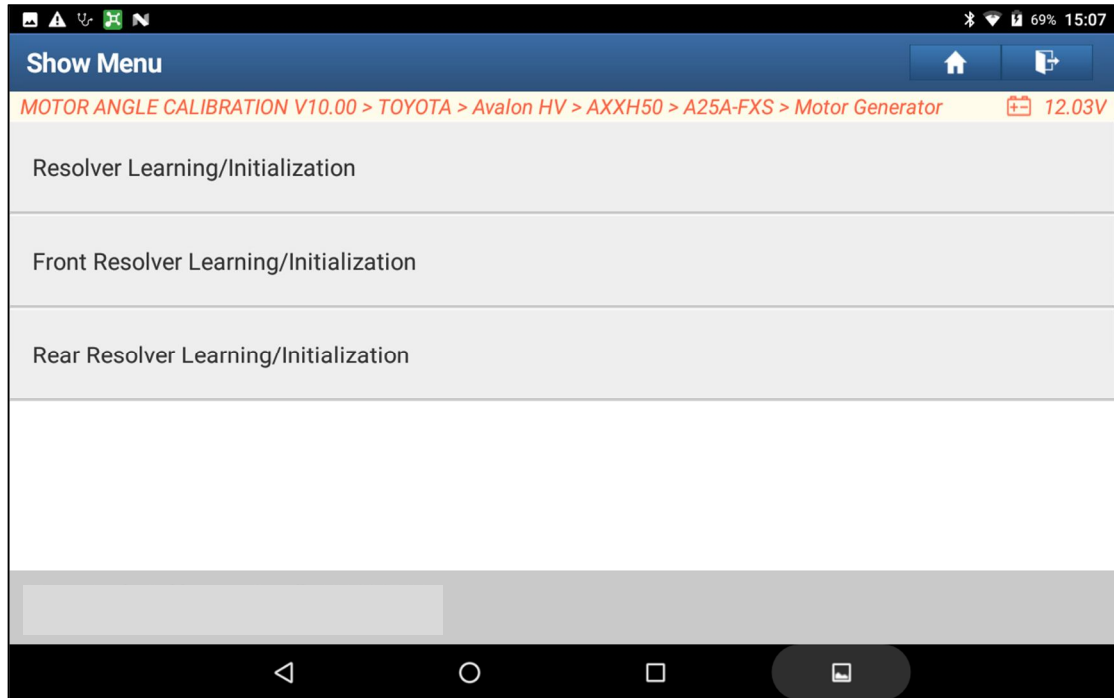 69% 15:07
Show Menu
MOTOR ANGLE CALIBRATION V10.00 > TOYOTA > Avalon HV > AXXH50 > A25A-FXS > Motor Generator 12.03V
Resolver Learning/Initialization
Front Resolver Learning/Initialization
Rear Resolver Learning/Initialization